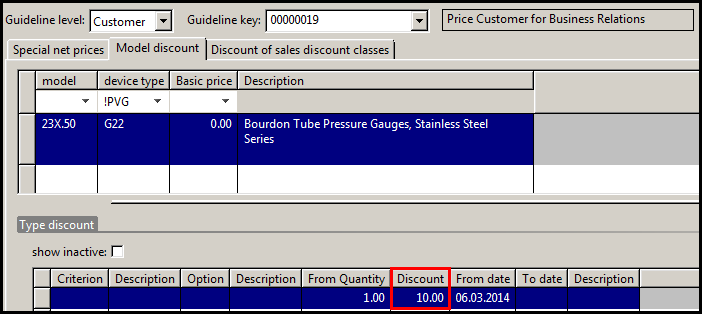 Guideline level: Customer Guideline key: 00000019 Price Customer for Business Relations
Special net prices Model discount Discount of sales discount classes
model device type Basic price Description
!PVG
23X.50 G22 0.00 Bourdon Tube Pressure Gauges, Stainless Steel
Series
Type discount
show inactive:
Criterion Description Option Description From Quantity Discount From date To date Description
1.00 10.00 06.03.2014